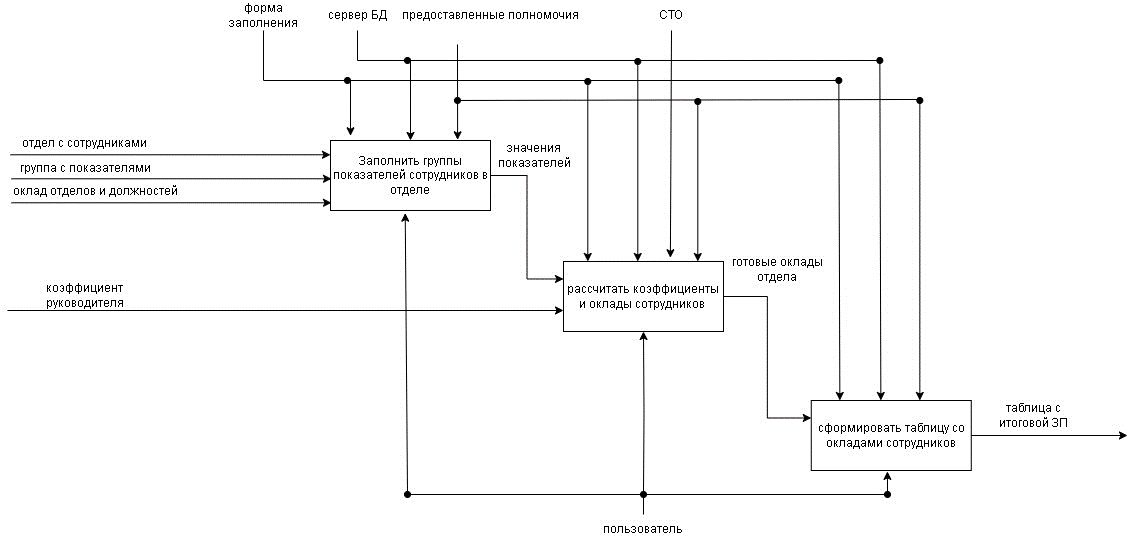 форма
заполнения
сервер БД
предоставленные полномочия
СТО
отдел с сотрудниками
группа с показателями
оклад отделов и должностей
Заполнить группы
показателей сотрудников в
отделе
значения
показателей
коэффициент
руководителя
рассчитать коэффициенты
и оклады сотрудников
готовые оклады
отдела
сформировать таблицу со
окладами сотрудников
таблица с
итоговой ЗП
пользователь